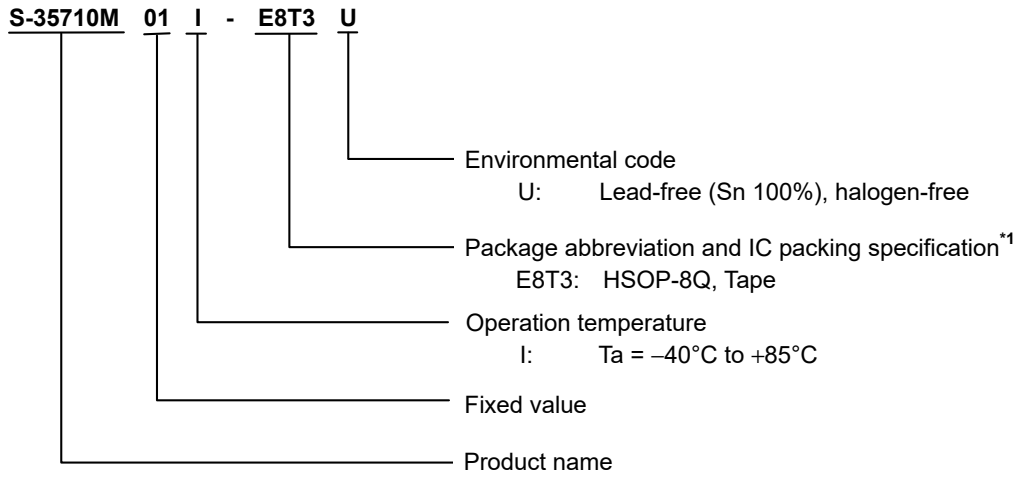 S-35710M 01 I - E8T3 U
Environmental code
U: Lead-free (Sn 100%), halogen-free
Package abbreviation and IC packing specification*1
E8T3: HSOP-8Q, Tape
Operation temperature
I: Ta = −40°C to +85°C
Fixed value
Product name